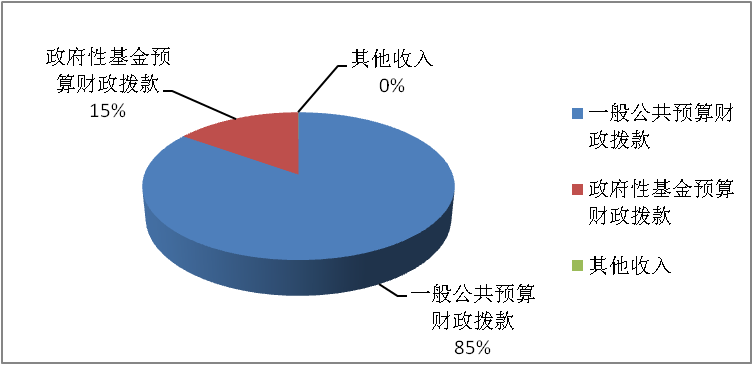 政府性基金预
算财政拨款
15%
其他收入
0%
一般公共预算
财政拨款
85%
一般公共预算财
政拨款
政府性基金预算
财政拨款
其他收入